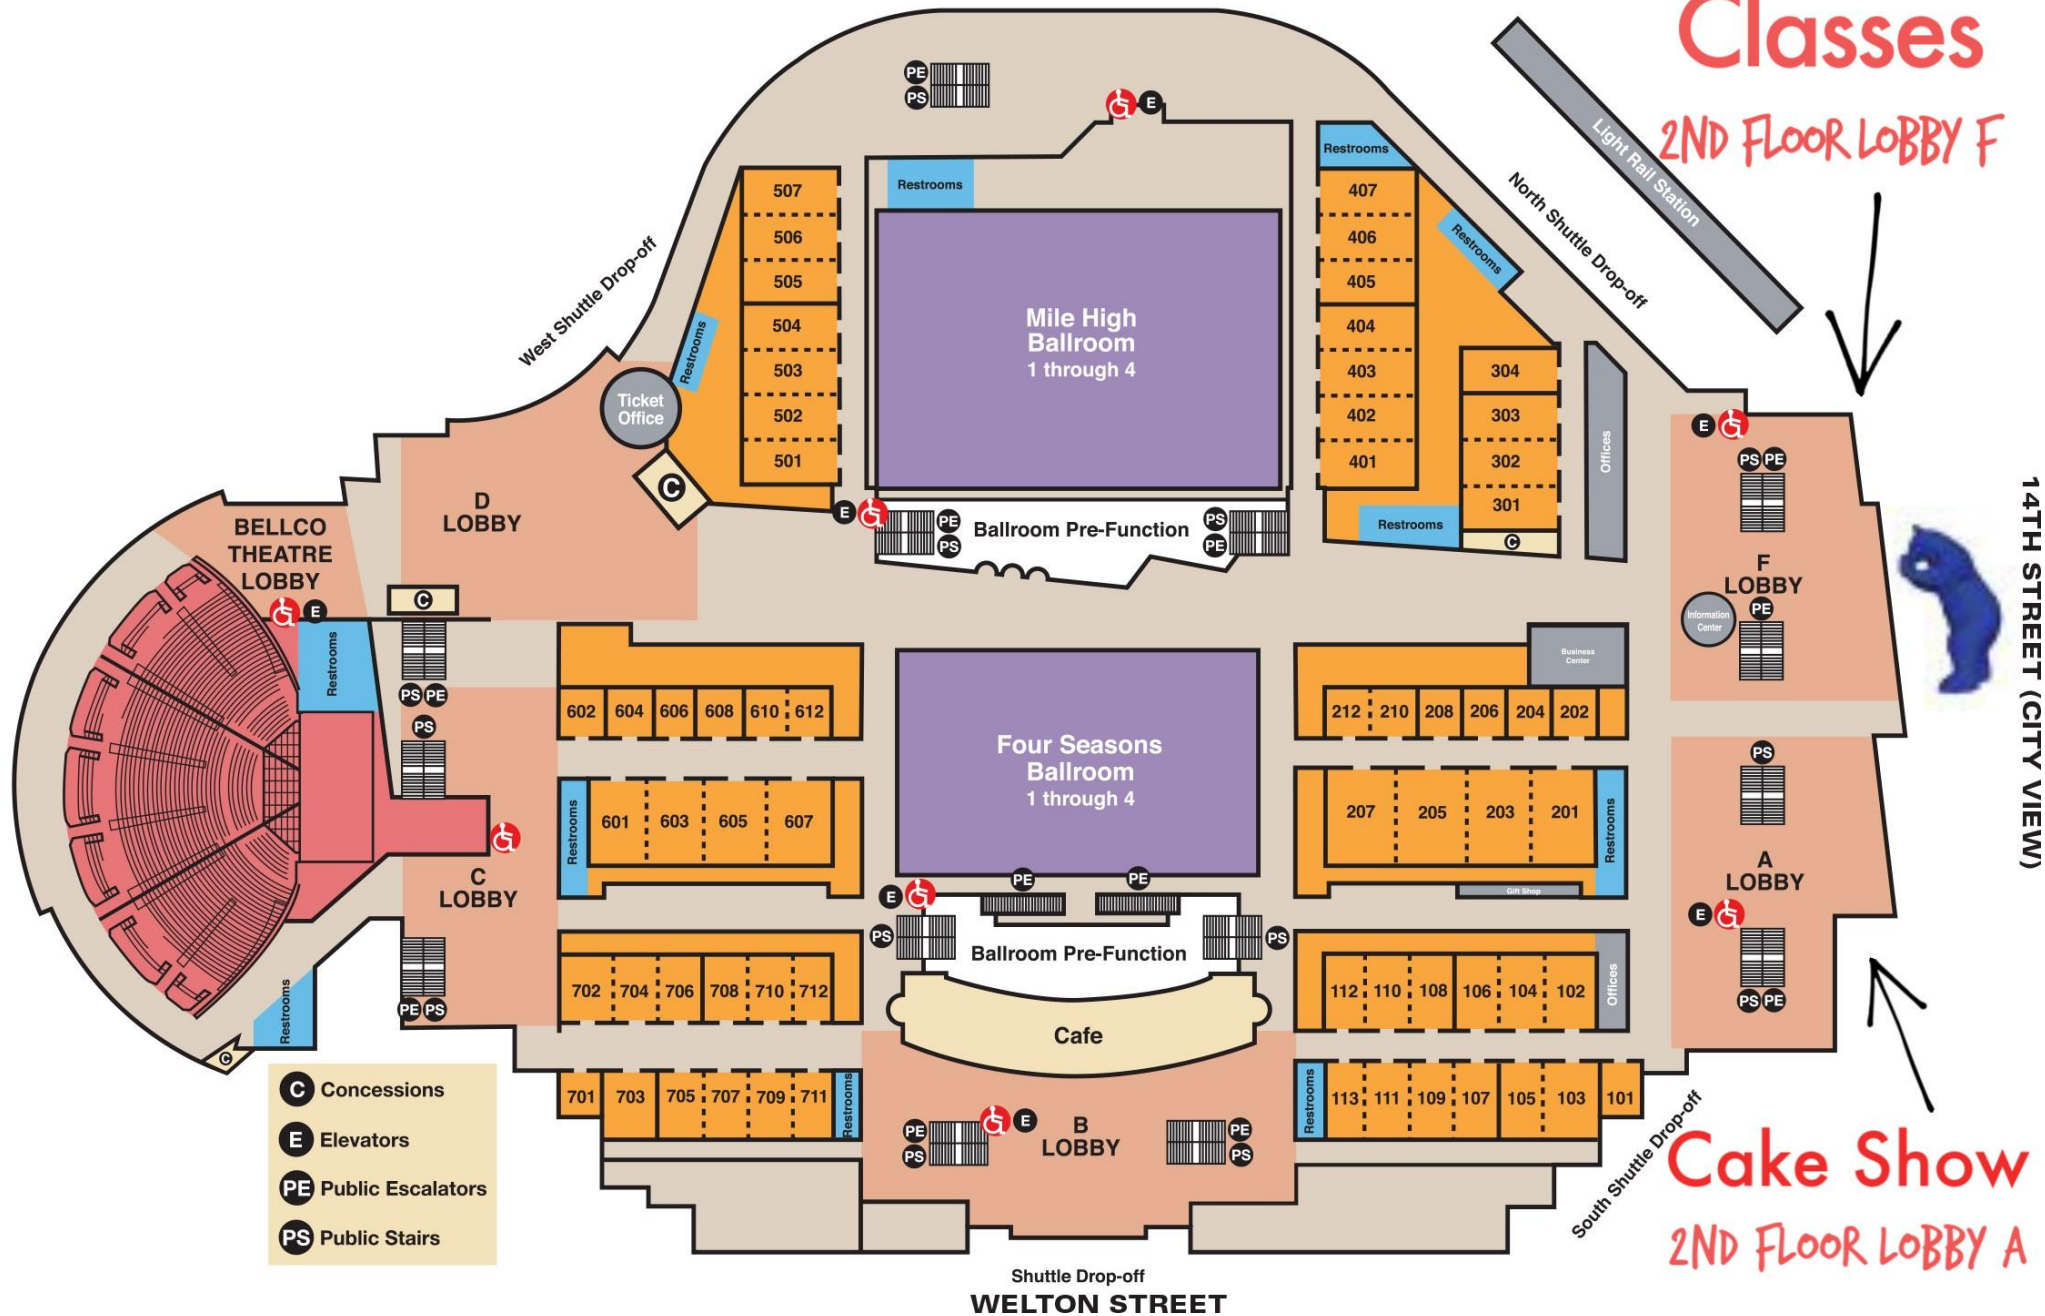 Classes
2ND FLOOR LOBBY F
Light Rail Station
North Shuttle Drop-off
West Shuttle Drop-off
PE
PS
E
Restrooms
Restrooms
Restrooms
Restrooms
507
506
505
504
503
502
501
Mile High
Ballroom
1 through 4
407
406
405
404
403
402
401
304
303
302
301
C
Restrooms
Offices
Ticket
Office
C
D
LOBBY
E
PE
PS
Ballroom Pre-Function
PS
PE
E
PS PE
F
LOBBY
PE
Information
Center
14TH STREET (CITY VIEW)
BELLCO
THEATRE
LOBBY
E
Restrooms
C
PS PE
PS
C
LOBBY
PE PS
Restrooms
C
602 604 606 608 610 612
Restrooms
601 603 605 607
702 704 706 708 710 712
701 703 705 707 709 711
Restrooms
Four Seasons
Ballroom
1 through 4
PE
PE
E
PS
Ballroom Pre-Function
PS
Cafe
B
LOBBY
PE
PS
E
PE
PS
Business
Center
212 210 208 206 204 202
207 205 203 201
Restrooms
Gift Shop
112 110 108 106 104 102
Offices
Restrooms
113 111 109 107 105 103 101
PS
A
LOBBY
E
PS PE
South Shuttle Drop-off
Cake Show
2ND FLOOR LOBBY A
C Concessions
E Elevators
PE Public Escalators
PS Public Stairs
Shuttle Drop-off
WELTON STREET